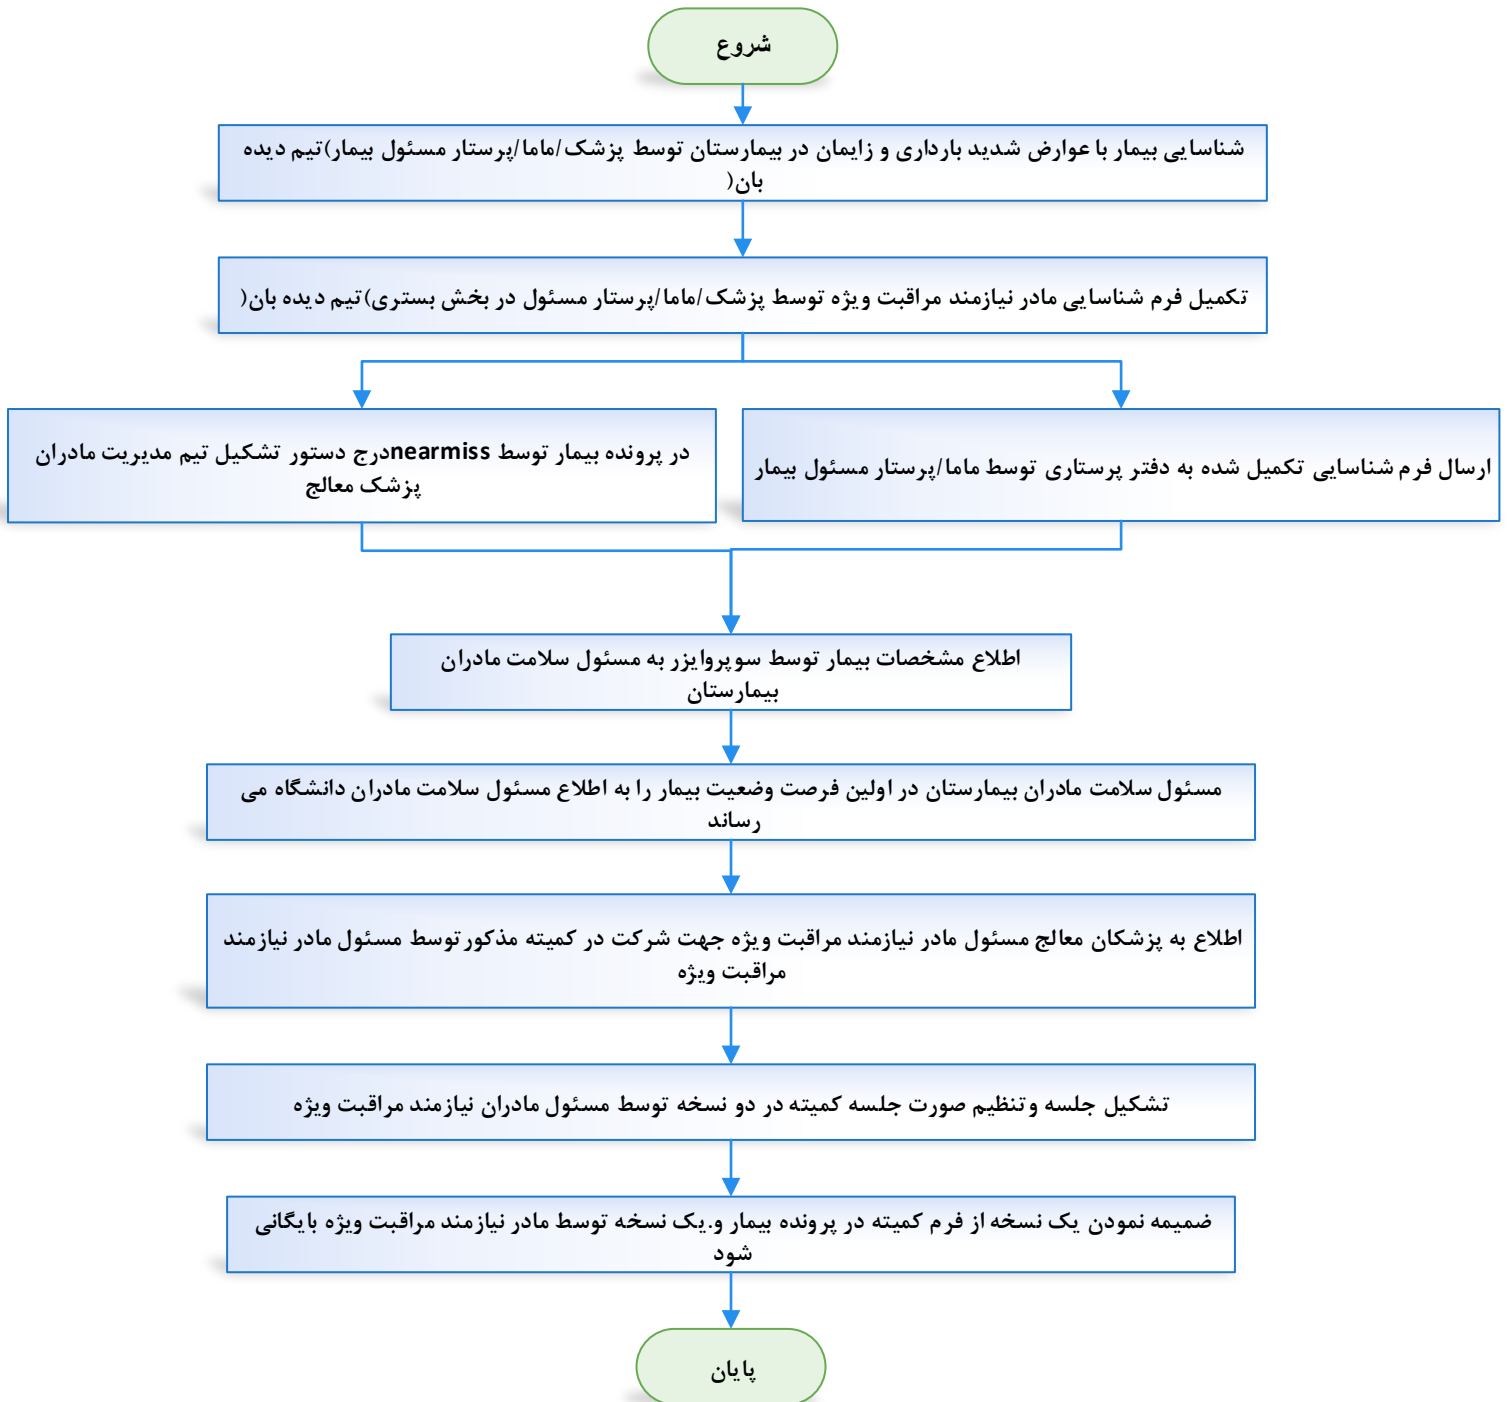 شروع
شناسایی بیمار با عوارض شدید بارداری و زایمان در بیمارستان توسط پزشک/ماما/پرستار مسئول بیمار)تیم دیده
بان(
تکمیل فرم شناسایی مادر نیازمند مراقبت ویژه توسط پزشک/ماما/پرستار مسئول در بخش بستری)تیم دیده بان(
ارسال فرم شناسایی تکمیل شده به دفتر پرستاری توسط ماما/پرستار مسئول بیمار
در پرونده بیمار توسط nearmissدرج دستور تشکیل تیم مدیریت مادران
پزشک معالج
اطلاع مشخصات بیمار توسط سوپروایزر به مسئول سلامت مادران
بیمارستان
مسئول سلامت مادران بیمارستان در اولین فرصت وضعیت بیمار را به اطلاع مسئول سلامت مادران دانشگاه می
رساند
اطلاع به پزشکان معالج مسئول مادر نیازمند مراقبت ویژه جهت شرکت در کمیته مذکورتوسط مسئول مادر نیازمند
مراقبت ویژه
تشکیل جلسه وتنظیم صورت جلسه کمیته در دو نسخه توسط مسئول مادران نیازمند مراقبت ویژه
ضمیمه نمودن یک نسخه از فرم کمیته در پرونده بیمار و.یک نسخه توسط مادر نیازمند مراقبت ویژه بایگانی
شود
پایان